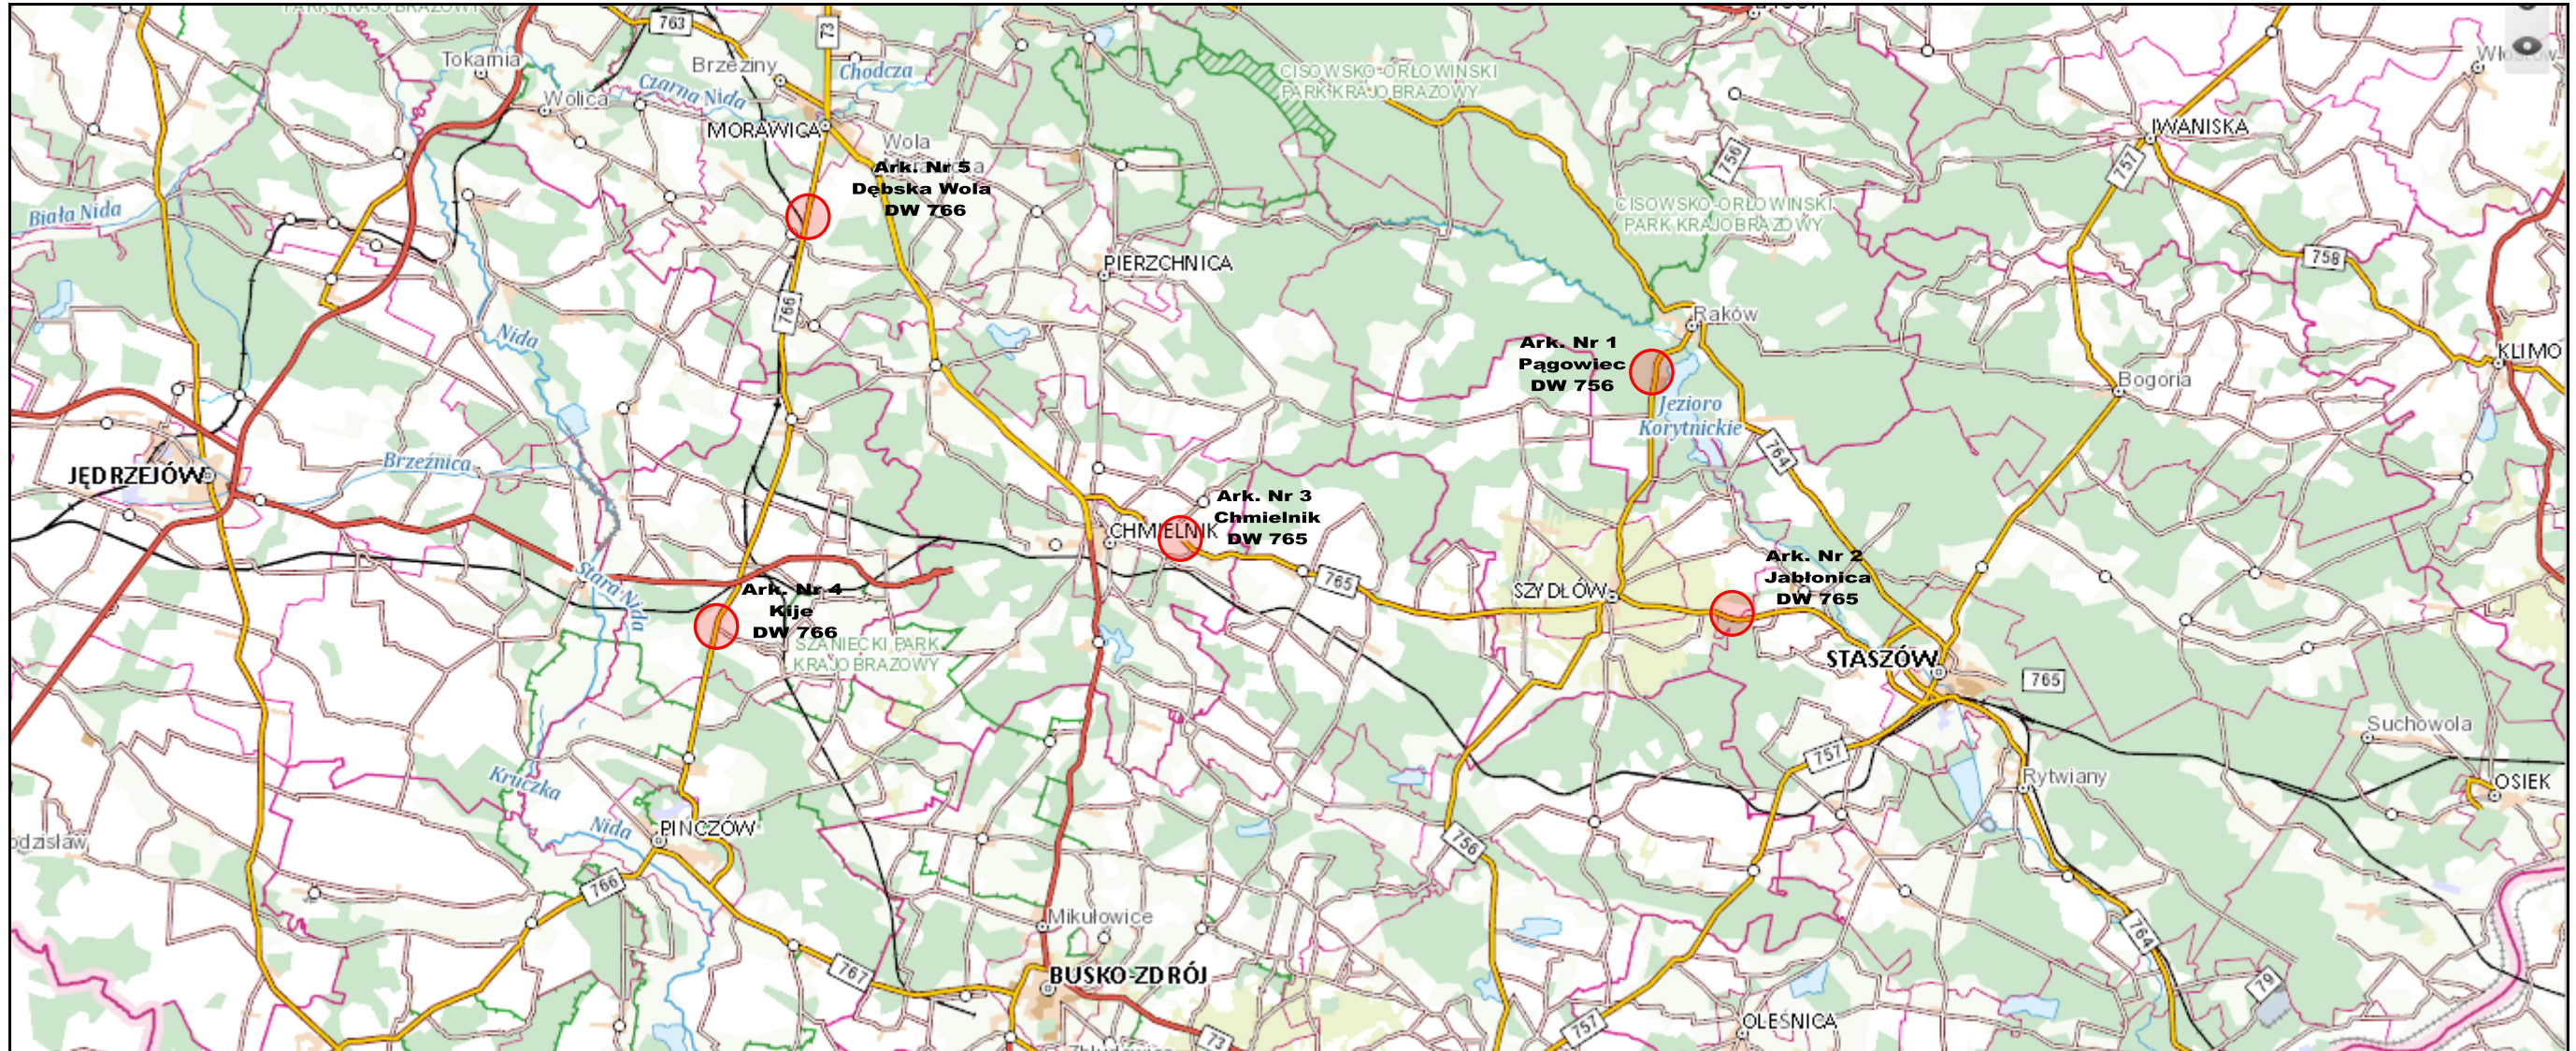 PARK KRAJOBRAZOWY
763
73
Tokarnia
Brzeziny
Chodcza
CISOWSKO-ORŁOWIŃSKI
PARK KRAJOBRAZOWY
Wolica
Czarna Nida
MORAWICA
Wola
IWANISKA
756
757
Ark. Nr 5
Dębska Wola
DW 766
Biała Nida
CISOWSKO-ORŁOWIŃSKI
PARK KRAJOBRAZOWY
PIERZCHNICA
758
766
Nida
Raków
Ark. Nr 1
Pągowiec
DW 756
KLIMO
Bogoria
Jezioro
Korytnickie
764
JĘDRZEJÓW
Brzeźnica
Ark. Nr 3
Chmielnik
DW 765
CHMIELNIK
Stara Nida
765
Ark. Nr 2
Jabłonica
DW 765
SZYDŁÓW
Ark. Nr 4
Kije
DW 766
SZANIECKI PARK
KRAJOBRAZOWY
STASZÓW
765
Suchowola
757
Kruczka
Rytwiany
OSIEK
Nida
PIŃCZÓW
odzisław
756
766
Mikułowice
764
767
BUSKO-ZDRÓJ
79
OLEŚNICA
757
73